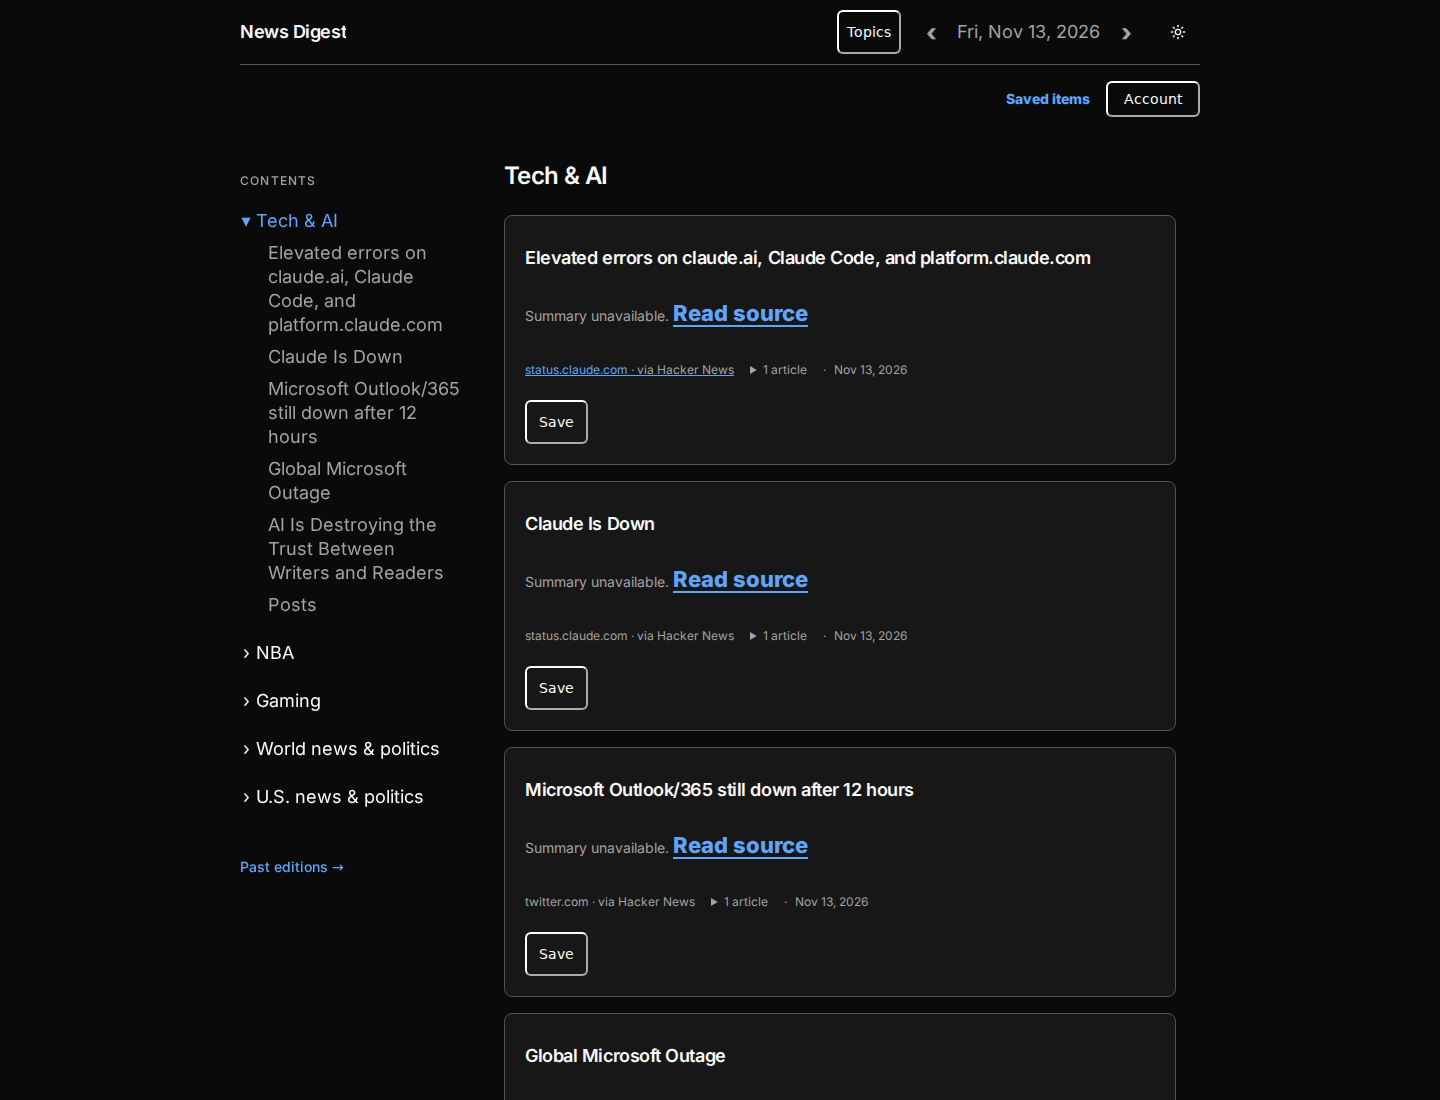 News Digest
Topics
‹ Fri, Nov 13, 2026 ›
Saved items
Account
CONTENTS
▾ Tech & AI
Elevated errors on
claude.ai, Claude
Code, and
platform.claude.com
Claude Is Down
Microsoft Outlook/365
still down after 12
hours
Global Microsoft
Outage
AI Is Destroying the
Trust Between
Writers and Readers
Posts
› NBA
› Gaming
› World news & politics
› U.S. news & politics
Past editions →
Tech & AI
Elevated errors on claude.ai, Claude Code, and platform.claude.com
Summary unavailable. Read source
status.claude.com · via Hacker News ▶ 1 article · Nov 13, 2026
Save
Claude Is Down
Summary unavailable. Read source
status.claude.com · via Hacker News ▶ 1 article · Nov 13, 2026
Save
Microsoft Outlook/365 still down after 12 hours
Summary unavailable. Read source
twitter.com · via Hacker News ▶ 1 article · Nov 13, 2026
Save
Global Microsoft Outage